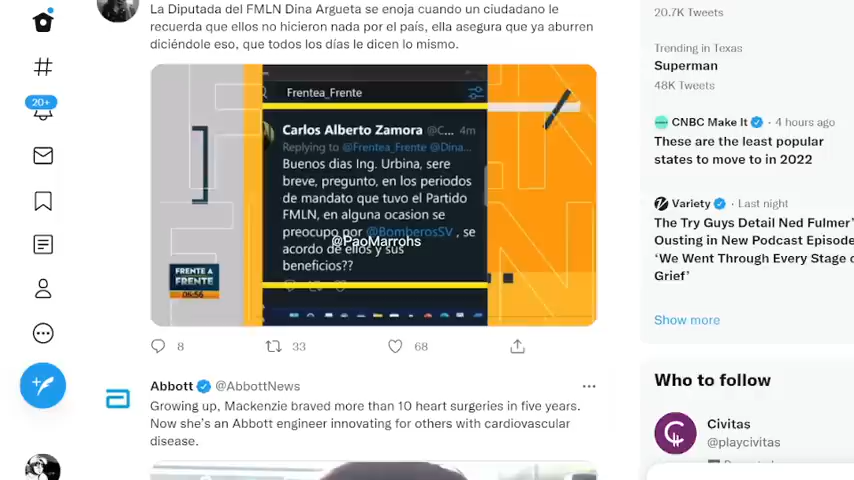 La Diputada del FMLN Dina Argueta se enoja cuando un ciudadano le
recuerda que ellos no hicieron nada por el país, ella asegura que ya aburren
diciéndole eso, que todos los días le dicen lo mismo.
Frentea_Frente
Carlos Alberto Zamora @C... 4m
Replying to @Frentea_Frente @Dina...
Buenos dias Ing. Urbina, sere
breve, pregunto, en los periodos
de mandato que tuvo el Partido
FMLN, en alguna ocasion se
preocupo por @BomberosSV , se
acordo de ellos y sus
beneficios??
@PaoMarrohs
FRENTE A
FRENTE
06:56
8 33 68
Abbott @AbbottNews
Growing up, Mackenzie braved more than 10 heart surgeries in five years.
Now she's an Abbott engineer innovating for others with cardiovascular
disease.
20+
20.7K Tweets
Trending in Texas
Superman
48K Tweets
CNBC Make It · 4 hours ago
These are the least popular
states to move to in 2022
Variety · Last night
The Try Guys Detail Ned Fulmer'
Ousting in New Podcast Episode
'We Went Through Every Stage o
Grief'
Show more
Who to follow
Civitas
@playcivitas